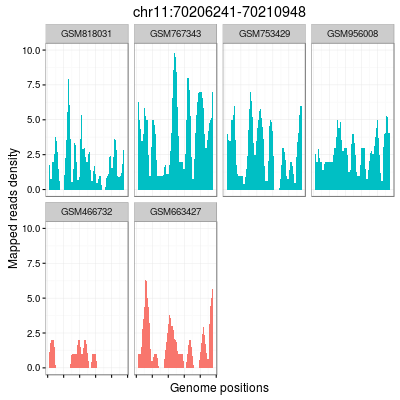 chr11:70206241-70210948
GSM818031 GSM767343 GSM753429 GSM956008
10.0
7.5
5.0
2.5
0.0
GSM466732 GSM663427
10.0
7.5
5.0
2.5
0.0
Mapped reads density
Genome positions